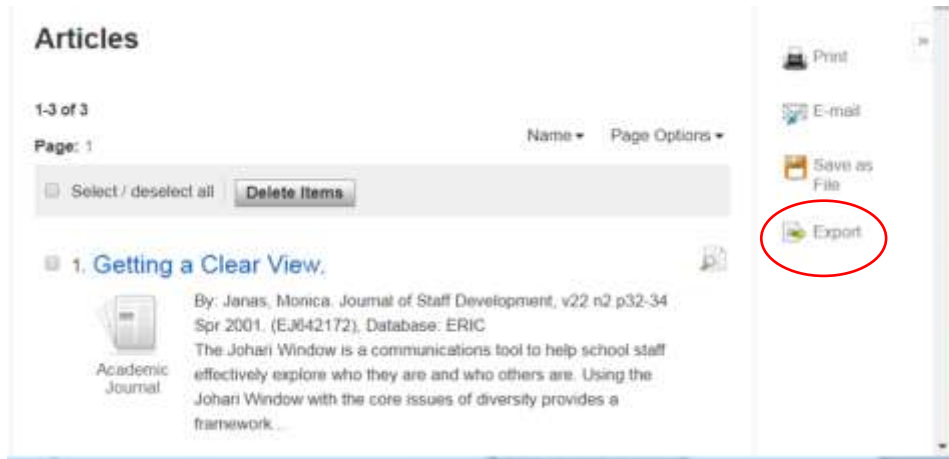 Articles
1-3 of 3
Page: 1
Name Page Options
Select / deselect all Delete Items
1. Getting a Clear View.
By: Janas, Monica. Journal of Staff Development, v22 n2 p32-34
Spr 2001. (EJ642172), Database: ERIC
The Johari Window is a communications tool to help school staff
effectively explore who they are and who others are. Using the
Johari Window with the core issues of diversity provides a
framework...
Academic
Journal
Print
E-mail
Save as
File
Export
»